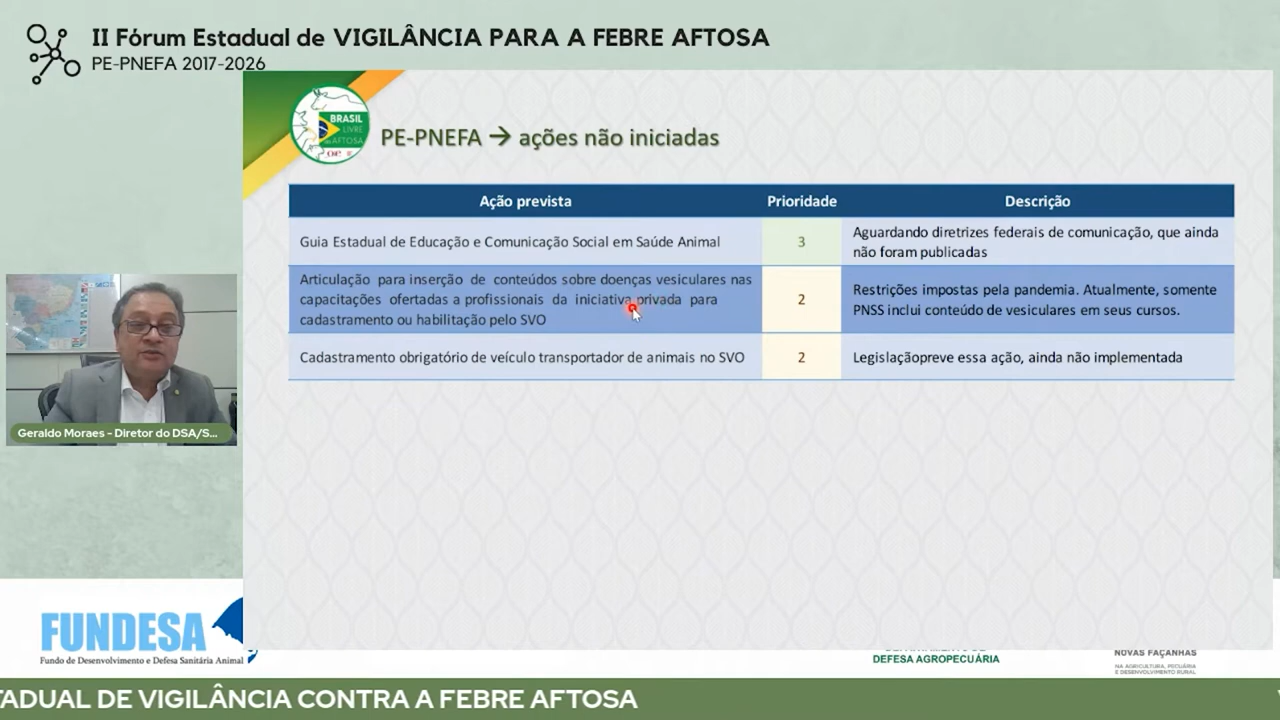 II Fórum Estadual de VIGILÂNCIA PARA A FEBRE AFTOSA
PE-PNEFA 2017-2026
BRASIL
LIVRE
AFTOSA
PE-PNEFA → ações não iniciadas
Ação prevista Prioridade Descrição
Guia Estadual de Educação e Comunicação Social em Saúde Animal 3 Aguardando diretrizes federais de comunicação, que ainda
não foram publicadas
Articulação para inserção de conteúdos sobre doenças vesiculares nas
capacitações ofertadas a profissionais da iniciativa privada para
cadastramento ou habilitação pelo SVO
2
Restrições impostas pela pandemia. Atualmente, somente
PNSS inclui conteúdo de vesiculares em seus cursos.
Cadastramento obrigatório de veículo transportador de animais no SVO 2 Legislaçãopreve essa ação, ainda não implementada
Geraldo Moraes - Diretor do DSA/S...
FUNDESA
Fundo de Desenvolvimento e Defesa Sanitária Animal
DEFESA AGROPECUÁRIA
NOVAS FAÇANHAS
NA AGRICULTURA, PECUÁRIA
E DESENVOLVIMENTO RURAL
TADUAL DE VIGILÂNCIA CONTRA A FEBRE AFTOSA